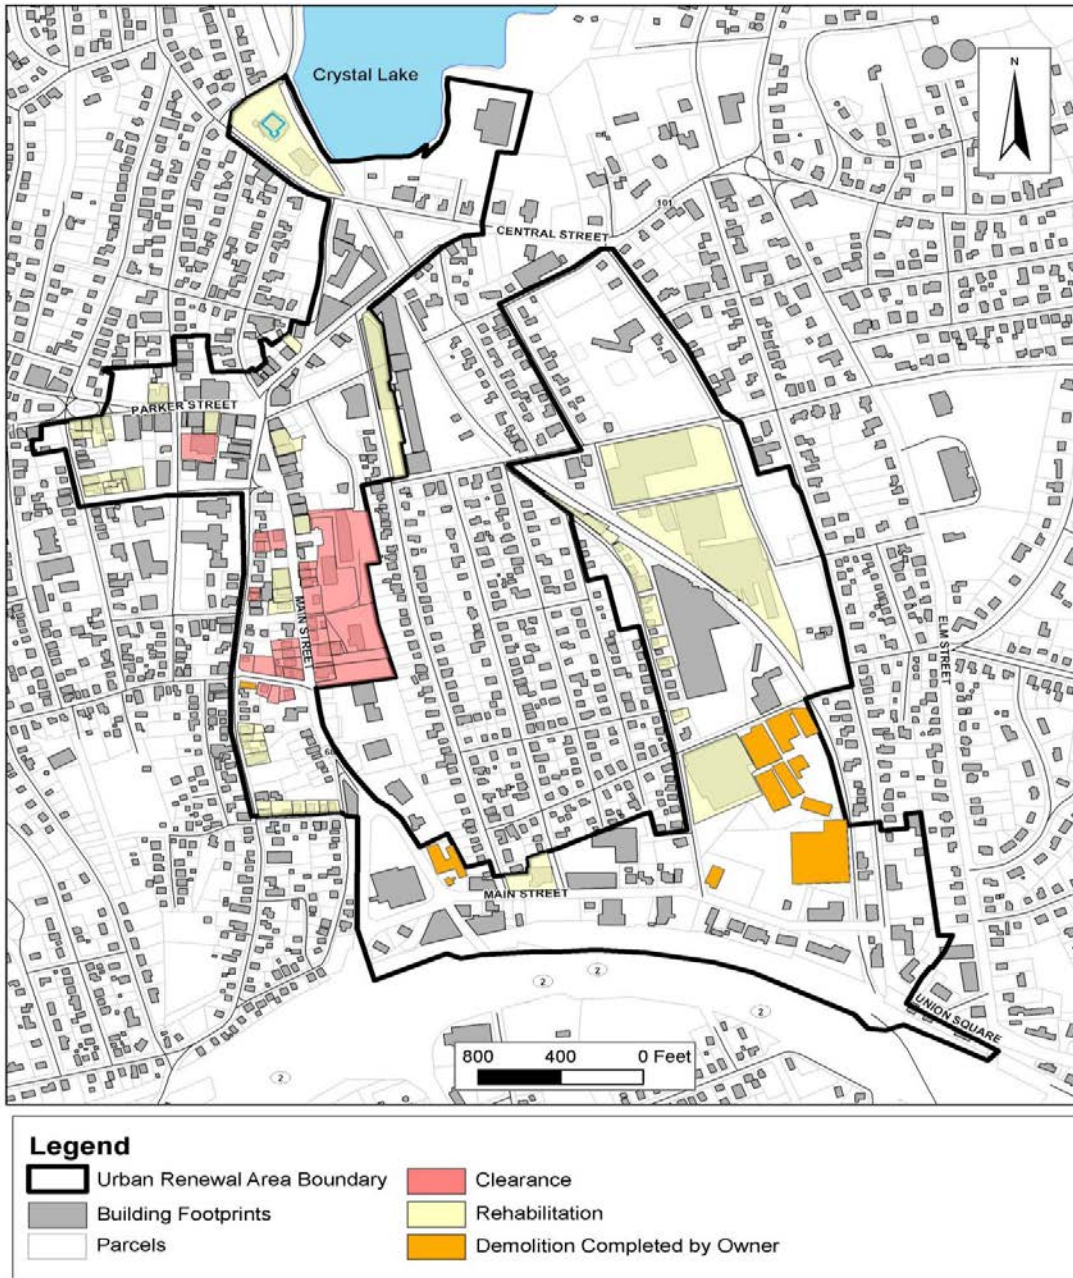 Crystal Lake
N
101
CENTRAL STREET
PARKER STREET
MAIN STREET
ELM STREET
MAIN STREET
2
2
2
UNION SQUARE
2
800 400 0 Feet
Legend
Urban Renewal Area Boundary
Clearance
Building Footprints
Rehabilitation
Parcels
Demolition Completed by Owner